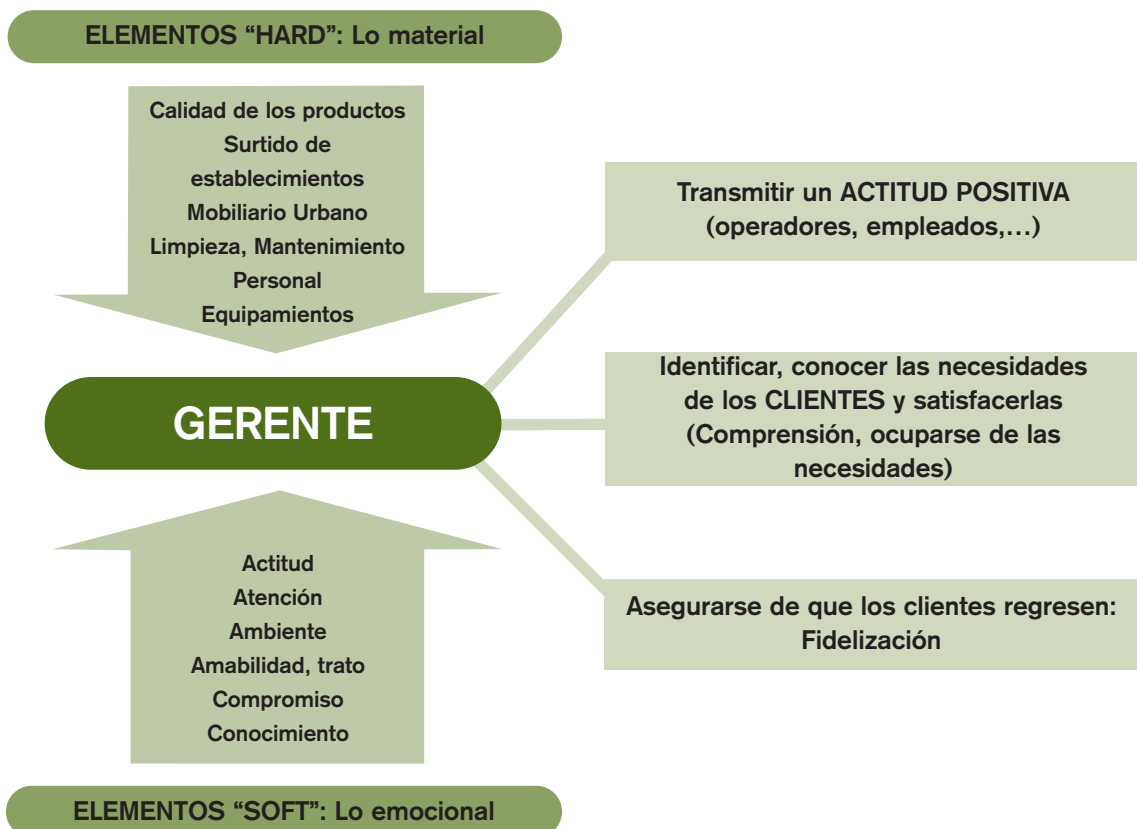 ELEMENTOS “HARD”: Lo material
Calidad de los productos
Surtido de
establecimientos
Mobiliario Urbano
Limpieza, Mantenimiento
Personal
Equipamientos
GERENTE
Actitud
Atención
Ambiente
Amabilidad, trato
Compromiso
Conocimiento
ELEMENTOS “SOFT”: Lo emocional
Transmitir un ACTITUD POSITIVA
(operadores, empleados,...)
Identificar, conocer las necesidades
de los CLIENTES y satisfacerlas
(Comprensión, ocuparse de las
necesidades)
Asegurarse de que los clientes regresen:
Fidelización